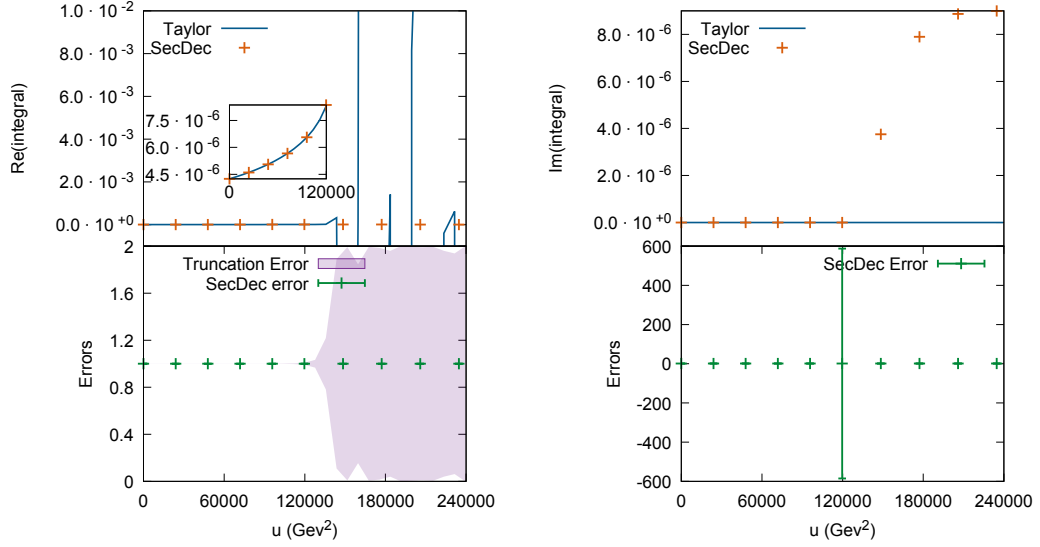 1.0 · 10⁻²
8.0 · 10⁻³
6.0 · 10⁻³
4.0 · 10⁻³
2.0 · 10⁻³
0.0 · 10⁺⁰
Re(integral)
Taylor
SecDec
7.5 · 10⁻⁶
6.0 · 10⁻⁶
4.5 · 10⁻⁶
0 120000
2
1.6
1.2
0.8
0.4
0
Errors
Truncation Error
SecDec error
0 60000 120000 180000 240000
u (Gev²)
8.0 · 10⁻⁶
6.0 · 10⁻⁶
4.0 · 10⁻⁶
2.0 · 10⁻⁶
0.0 · 10⁺⁰
Im(integral)
Taylor
SecDec
600
400
200
0
-200
-400
-600
Errors
SecDec Error
0 60000 120000 180000 240000
u (Gev²)